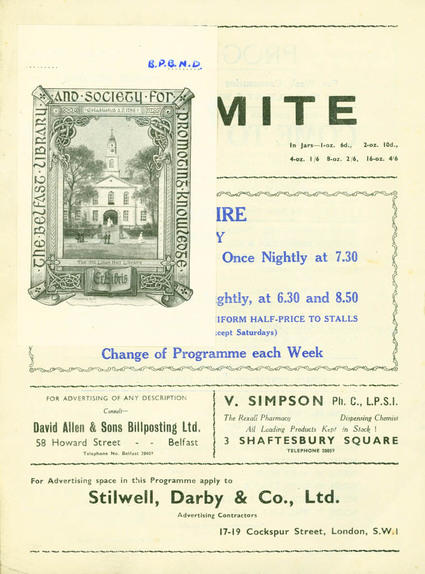 B.P.B.N.D.
THE BELFAST LIBRARY AND SOCIETY FOR PROMOTING KNOWLEDGE
The Old Linen Hall Library
Ex Libris
MITE
In Jars—1-oz. 6d., 2-oz. 10d.,
4-oz. 1/6 8-oz. 2/6, 16-oz. 4/6
IRE
Y
Once Nightly at 7.30
ghtly, at 6.30 and 8.50
IFORM HALF-PRICE TO STALLS
cept Saturdays)
Change of Programme each Week
FOR ADVERTISING OF ANY DESCRIPTION
Consult—
David Allen & Sons Billposting Ltd.
58 Howard Street - - Belfast
Telephone No. Belfast 20097
V. SIMPSON Ph. C., L.P.S.I.
The Rexall Pharmacy Dispensing Chemist
All Leading Products Kept in Stock !
3 SHAFTESBURY SQUARE
TELEPHONE 20097
For Advertising space in this Programme apply to
Stilwell, Darby & Co., Ltd.
Advertising Contractors
17-19 Cockspur Street, London, S.W.1